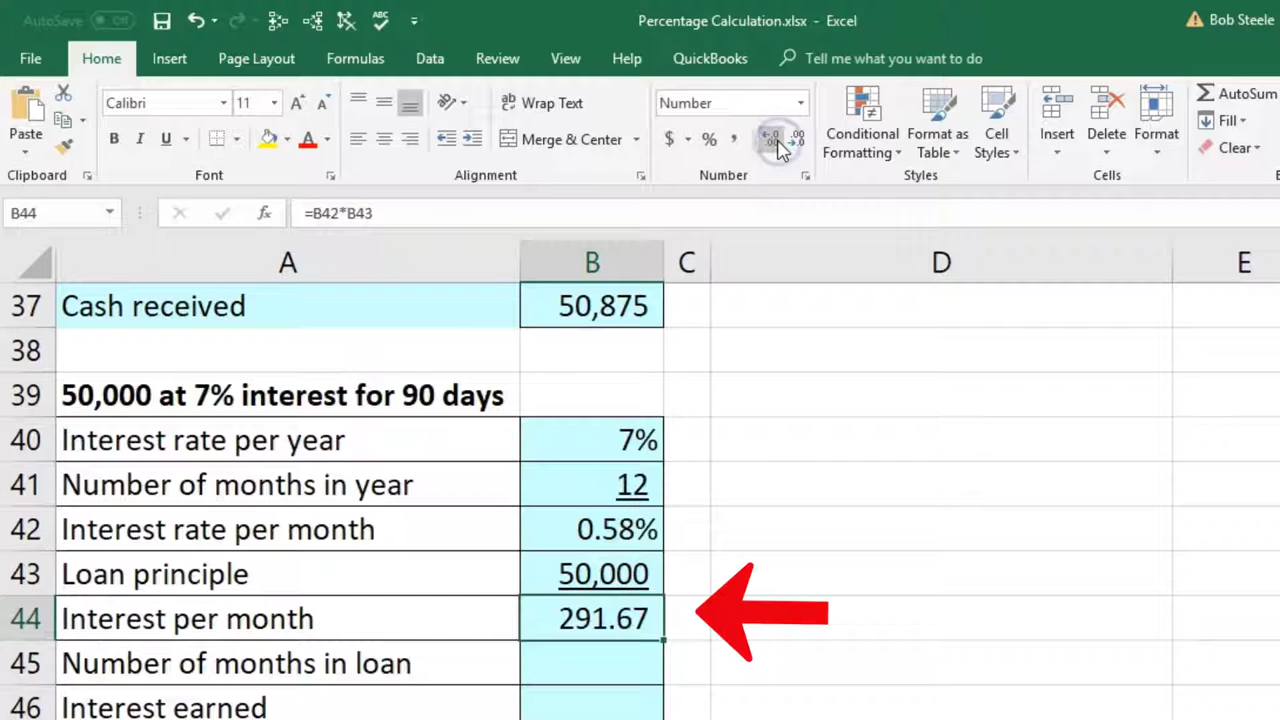 AutoSave Off Percentage Calculation.xlsx - Excel Bob Steele
File Home Insert Page Layout Formulas Data Review View Help QuickBooks Tell me what you want to do
Paste Calibri 11 Wrap Text Number Conditional Formatting Format as Table Cell Styles Insert Delete Format AutoSum
B I U A Merge & Center $ % , Fill
Clear
Clipboard Font Alignment Number Styles Cells
B44 fx =B42*B43
A B C D E
37 Cash received 50,875
38
39 50,000 at 7% interest for 90 days
40 Interest rate per year 7%
41 Number of months in year 12
42 Interest rate per month 0.58%
43 Loan principle 50,000
44 Interest per month 291.67
45 Number of months in loan
46 Interest earned